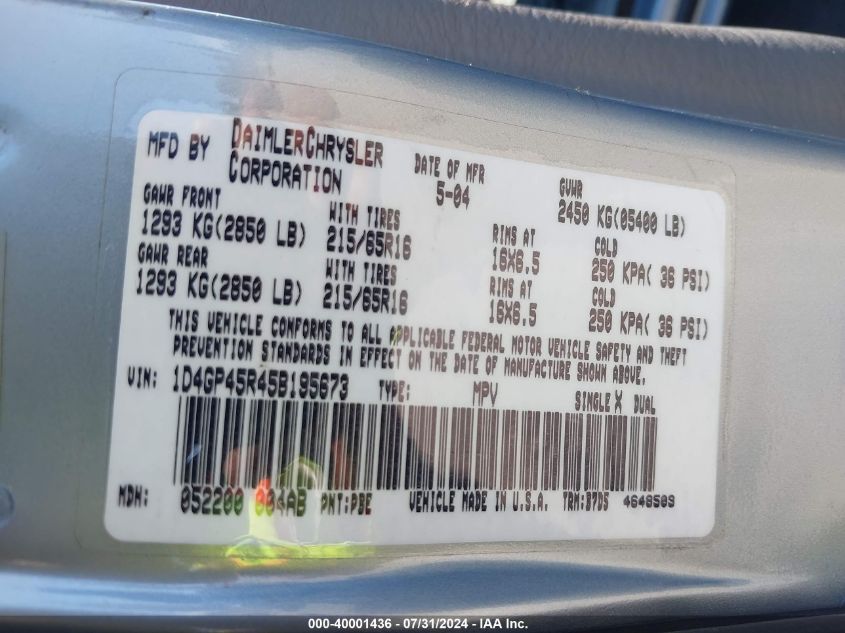 MFD BY DAIMLERCHRYSLER CORPORATION
DATE OF MFR 5-04
GVWR 2450 KG(05400 LB)
GAWR FRONT WITH TIRES RIMS AT COLD
1293 KG(2850 LB) 215/65R16 16X6.5 250 KPA( 36 PSI)
GAWR REAR WITH TIRES RIMS AT COLD
1293 KG(2850 LB) 215/65R16 16X6.5 250 KPA( 36 PSI)
THIS VEHICLE CONFORMS TO ALL APPLICABLE FEDERAL MOTOR VEHICLE SAFETY AND THEFT
PREVENTION STANDARDS IN EFFECT ON THE DATE OF MANUFACTURE SHOWN ABOVE.
VIN: 1D4GP45R45B195673 TYPE: MPV SINGLE X DUAL
MDH: 052200 004AB PNT:PDE VEHICLE MADE IN U.S.A. TRM:B7D5 4648509
000-40001436 - 07/31/2024 - IAA Inc.